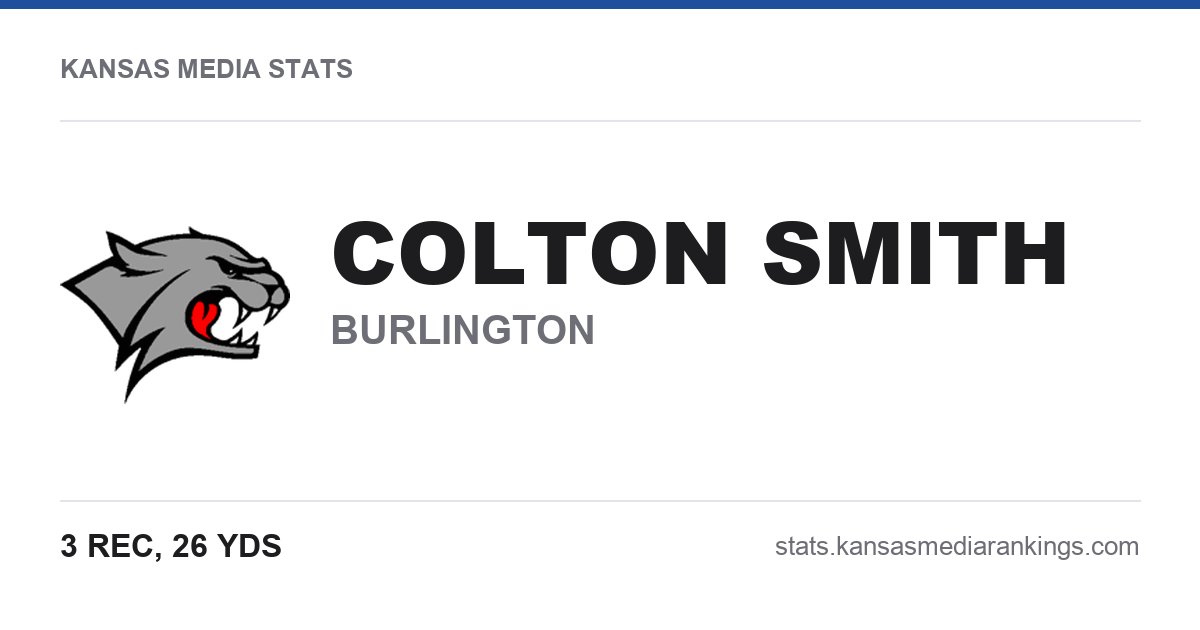 KANSAS MEDIA STATS
COLTON SMITH
BURLINGTON
3 REC, 26 YDS
stats.kansasmediarankings.com